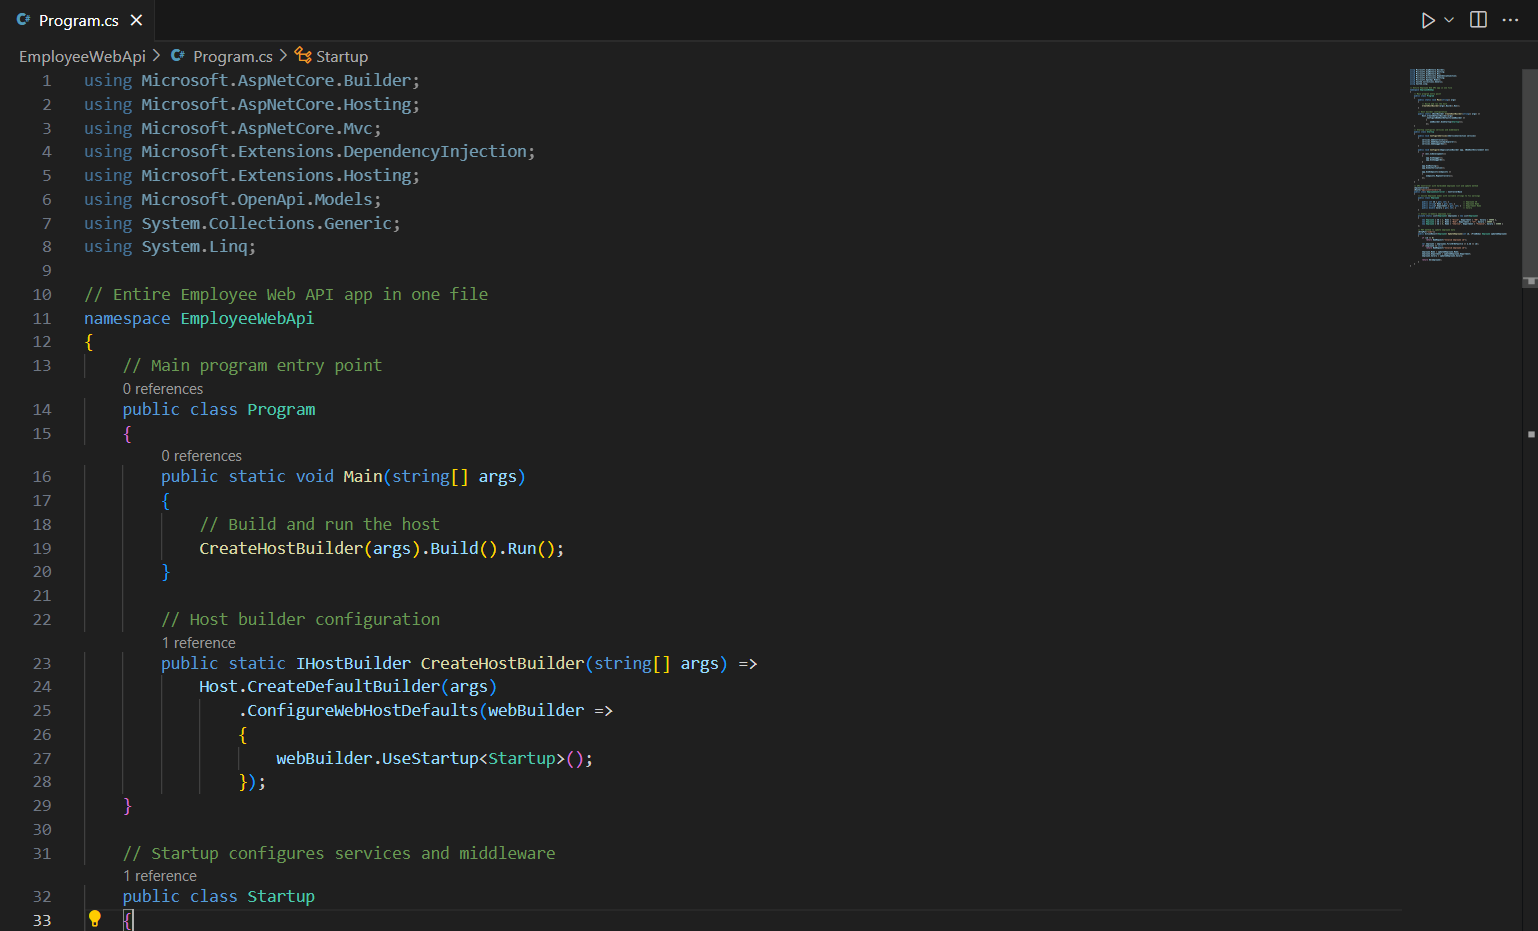 Program.cs
EmployeeWebApi > Program.cs > Startup
1 using Microsoft.AspNetCore.Builder;
2 using Microsoft.AspNetCore.Hosting;
3 using Microsoft.AspNetCore.Mvc;
4 using Microsoft.Extensions.DependencyInjection;
5 using Microsoft.Extensions.Hosting;
6 using Microsoft.OpenApi.Models;
7 using System.Collections.Generic;
8 using System.Linq;
9
10 // Entire Employee Web API app in one file
11 namespace EmployeeWebApi
12 {
13 // Main program entry point
0 references
14 public class Program
15 {
0 references
16 public static void Main(string[] args)
17 {
18 // Build and run the host
19 CreateHostBuilder(args).Build().Run();
20 }
21
22 // Host builder configuration
1 reference
23 public static IHostBuilder CreateHostBuilder(string[] args) =>
24 Host.CreateDefaultBuilder(args)
25 .ConfigureWebHostDefaults(webBuilder =>
26 {
27 webBuilder.UseStartup<Startup>();
28 });
29 }
30
31 // Startup configures services and middleware
1 reference
32 public class Startup
33 {